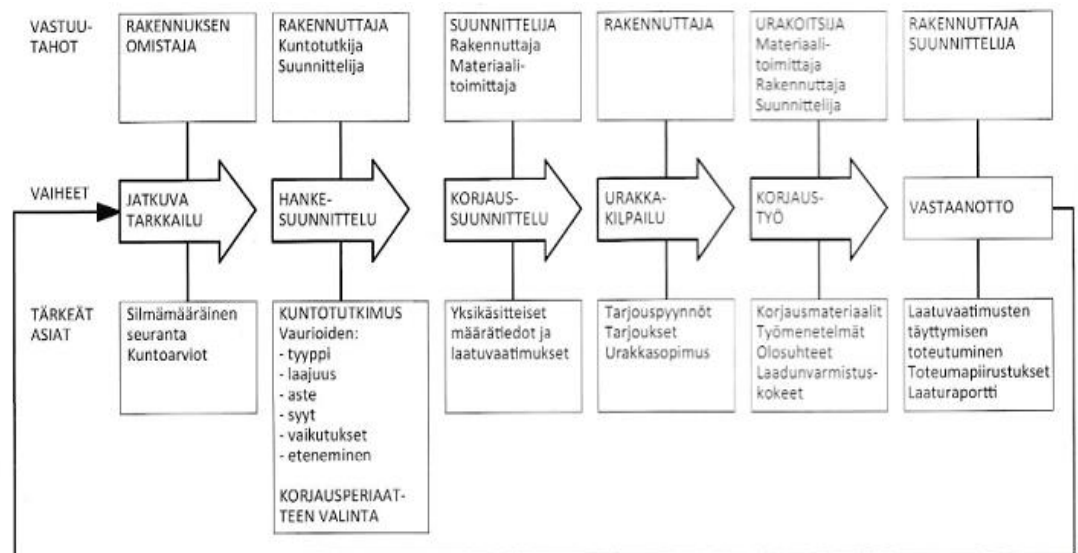 VASTUU-
TAHOT
RAKENNUKSEN
OMISTAJA
RAKENNUTTAJA
Kuntotutkija
Suunnittelija
SUUNNITTELIJA
Rakennuttaja
Materiaali-
toimittaja
RAKENNUTTAJA
URAKOITSIJA
Materiaali-
toimittaja
Rakennuttaja
Suunnittelija
RAKENNUTTAJA
SUUNNITTELIJA
VAIHEET
JATKUVA
TARKKAILU
HANKE-
SUUNNITTELU
KORJAUS-
SUUNNITTELU
URAKKA-
KILPAILU
KORJAUS-
TYÖ
VASTAANOTTO
TÄRKEÄT
ASIAT
Silmämääräinen
seuranta
Kuntoarviot
KUNTOTUTKIMUS
Vaurioiden:
- tyyppi
- laajuus
- aste
- syyt
- vaikutukset
- eteneminen
KORJAUSPERIAAT-
TEEN VALINTA
Yksikäsitteiset
määrätiedot ja
laatuvaatimukset
Tarjouspyynnöt
Tarjoukset
Urakkasopimus
Korjausmateriaalit
Työmenetelmät
Olosuhteet
Laadunvarmistus-
kokeet
Laatuvaatimusten
täyttymisen
toteutuminen
Toteumapiirustukset
Laaturaportti